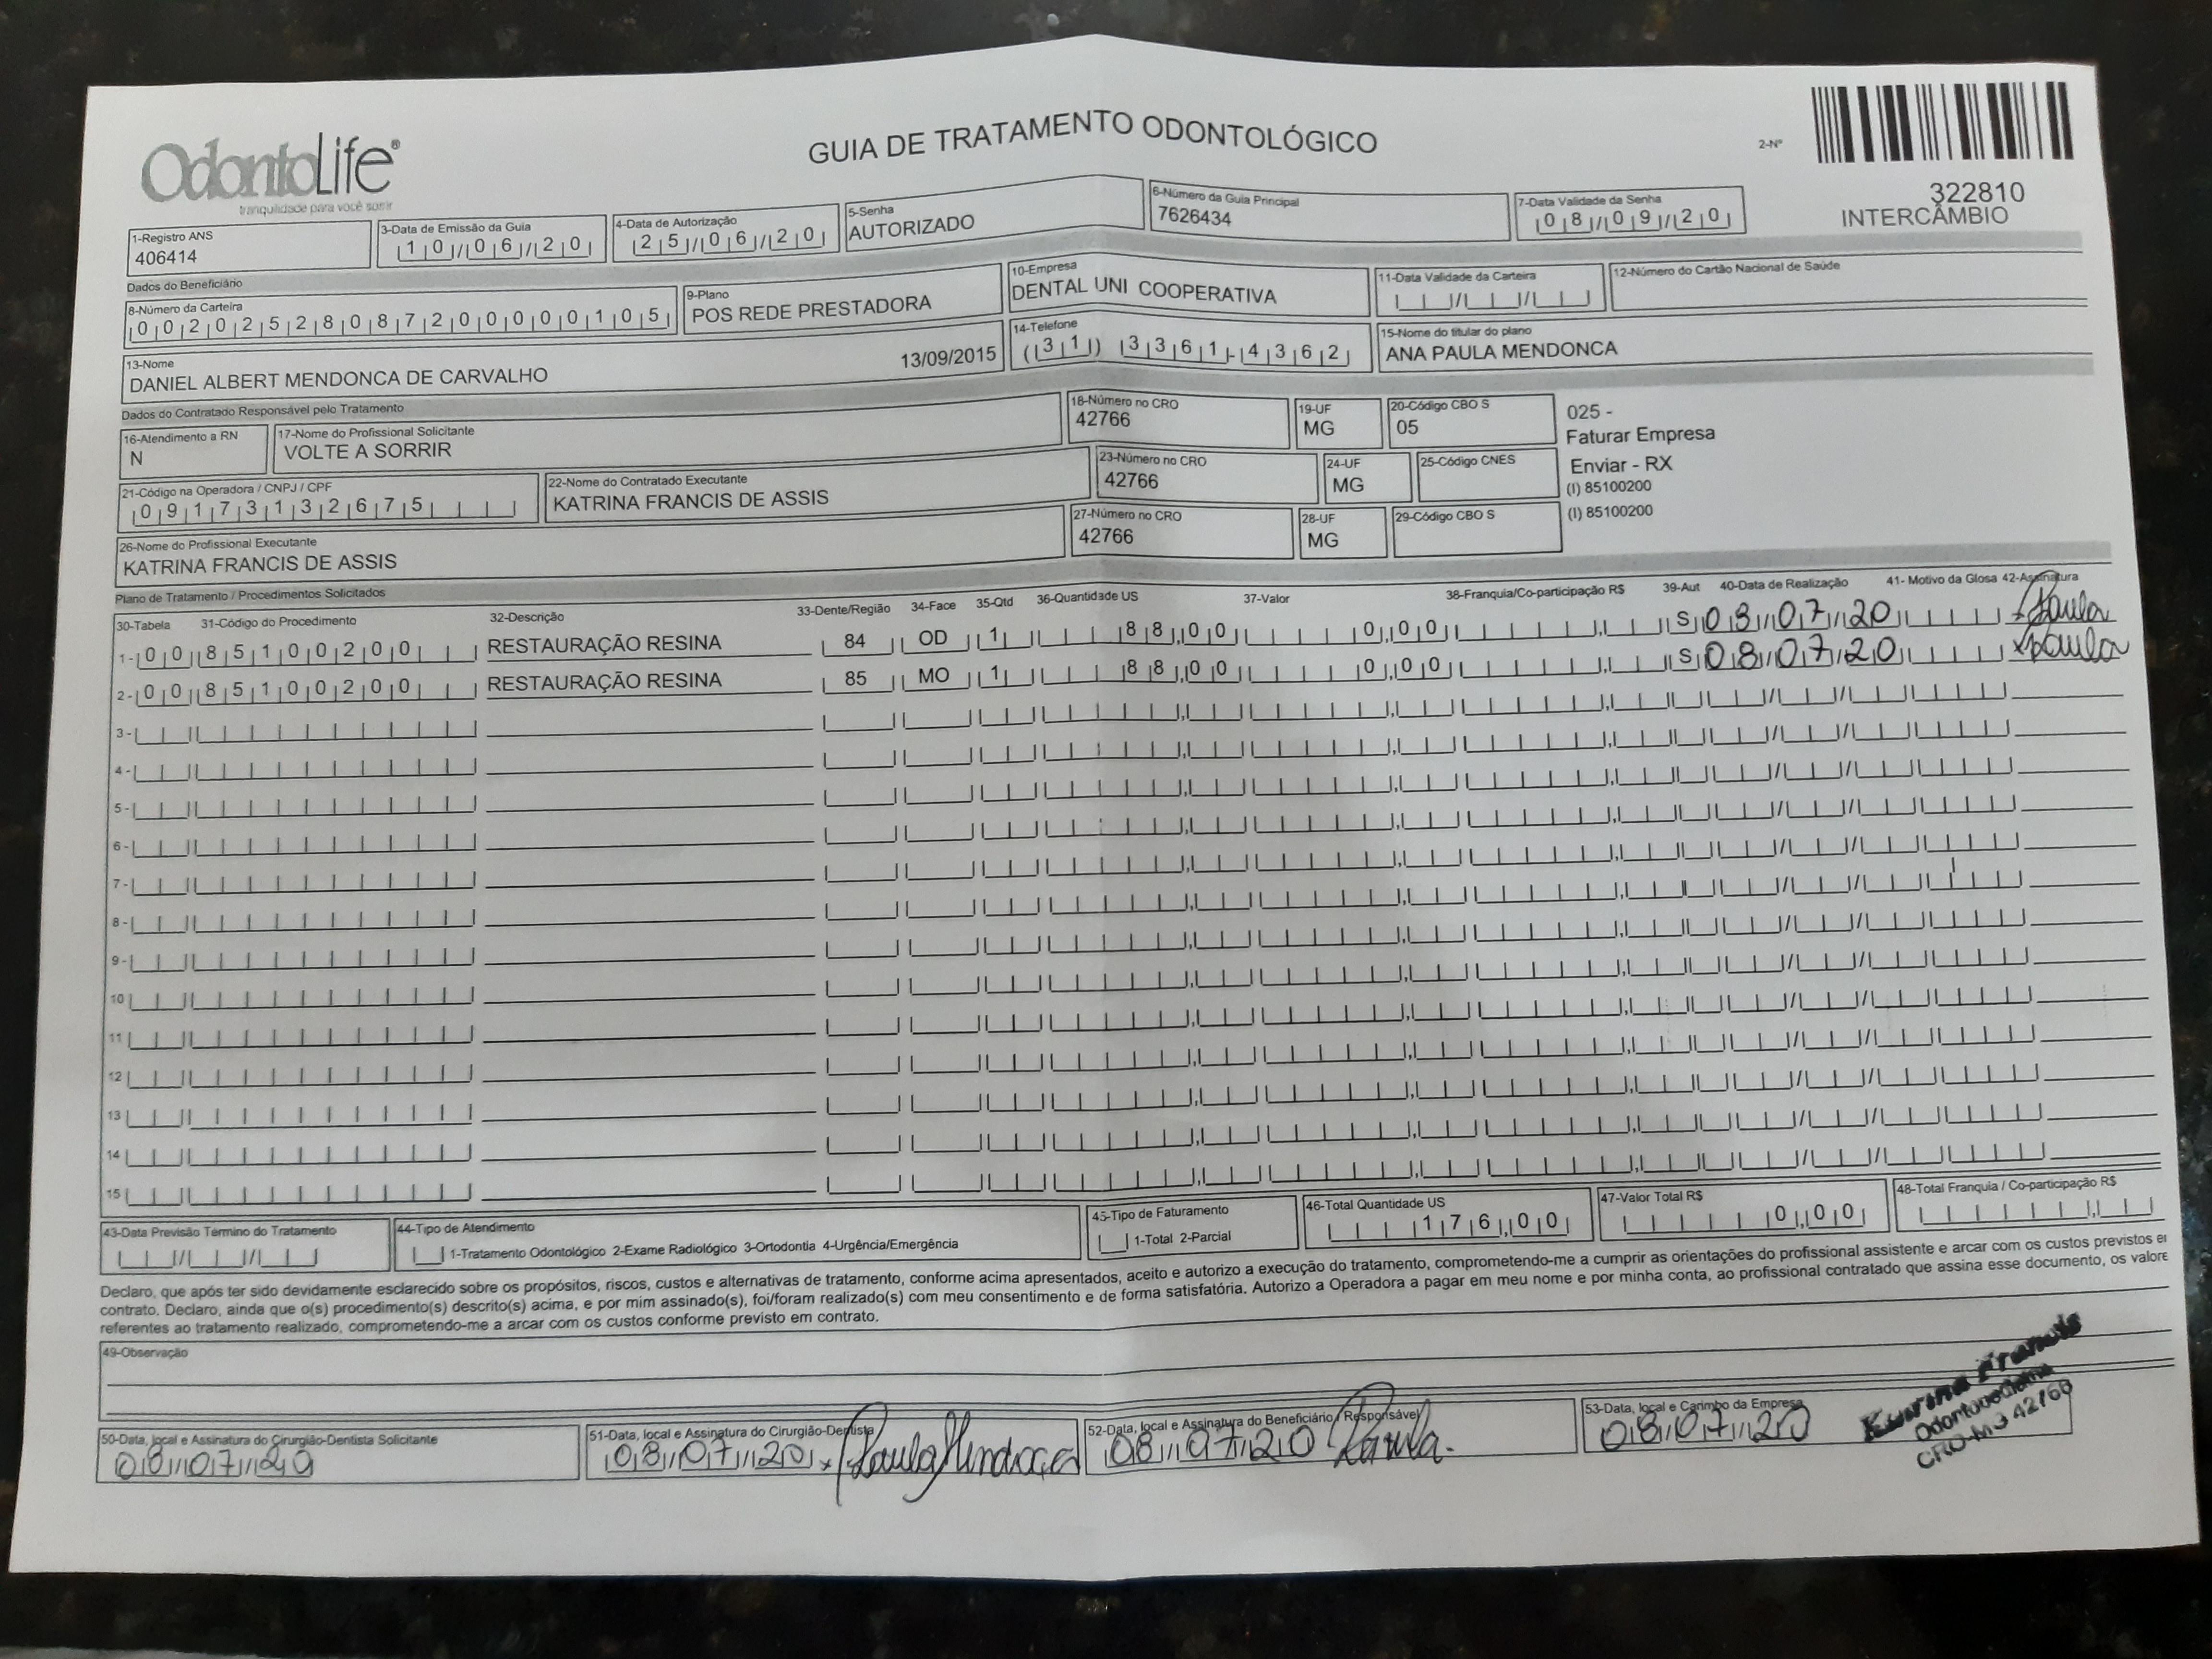 OdontoLife®
tranquilidade para você sorrir
GUIA DE TRATAMENTO ODONTOLÓGICO
2-Nº
322810
INTERCÂMBIO
1-Registro ANS
406414
3-Data de Emissão da Guia
10/06/20
4-Data de Autorização
25/06/20
5-Senha
AUTORIZADO
6-Número da Guia Principal
7626434
7-Data Validade da Senha
08/09/20
Dados do Beneficiário
8-Número da Carteira
00202528087200000105
9-Plano
POS REDE PRESTADORA
10-Empresa
DENTAL UNI COOPERATIVA
11-Data Validade da Carteira
12-Número do Cartão Nacional de Saúde
13-Nome
DANIEL ALBERT MENDONCA DE CARVALHO 13/09/2015
14-Telefone
(31) 3361-4362
15-Nome do titular do plano
ANA PAULA MENDONCA
Dados do Contratado Responsável pelo Tratamento
16-Atendimento a RN
N
17-Nome do Profissional Solicitante
VOLTE A SORRIR
18-Número no CRO
42766
19-UF
MG
20-Código CBO S
05
025 -
Faturar Empresa
Enviar - RX
(I) 85100200
(I) 85100200
21-Código na Operadora / CNPJ / CPF
09173132675
22-Nome do Contratado Executante
KATRINA FRANCIS DE ASSIS
23-Número no CRO
42766
24-UF
MG
25-Código CNES
26-Nome do Profissional Executante
KATRINA FRANCIS DE ASSIS
27-Número no CRO
42766
28-UF
MG
29-Código CBO S
Plano de Tratamento / Procedimentos Solicitados
30-Tabela 31-Código do Procedimento 32-Descrição 33-Dente/Região 34-Face 35-Qtd 36-Quantidade US 37-Valor 38-Franquia/Co-participação R$ 39-Aut 40-Data de Realização 41- Motivo da Glosa 42-Assinatura
1- 00 85100200 RESTAURAÇÃO RESINA 84 OD 1 88,00 0,00 S 08/07/20 Paula
2- 00 85100200 RESTAURAÇÃO RESINA 85 MO 1 88,00 0,00 S 08/07/20 x Paula
3-
4-
5-
6-
7-
8-
9-
10
11
12
13
14
15
43-Data Previsão Término do Tratamento
44-Tipo de Atendimento
1-Tratamento Odontológico 2-Exame Radiológico 3-Ortodontia 4-Urgência/Emergência
45-Tipo de Faturamento
1-Total 2-Parcial
46-Total Quantidade US
176,00
47-Valor Total R$
0,00
48-Total Franquia / Co-participação R$
Declaro, que após ter sido devidamente esclarecido sobre os propósitos, riscos, custos e alternativas de tratamento, conforme acima apresentados, aceito e autorizo a execução do tratamento, comprometendo-me a cumprir as orientações do profissional assistente e arcar com os custos previstos em
contrato. Declaro, ainda que o(s) procedimento(s) descrito(s) acima, e por mim assinado(s), foi/foram realizado(s) com meu consentimento e de forma satisfatória. Autorizo a Operadora a pagar em meu nome e por minha conta, ao profissional contratado que assina esse documento, os valore
referentes ao tratamento realizado, comprometendo-me a arcar com os custos conforme previsto em contrato.
49-Observação
50-Data, local e Assinatura do Cirurgião-Dentista Solicitante
08/07/20
51-Data, local e Assinatura do Cirurgião-Dentista
08/07/20 x Paula Mendonça
52-Data, local e Assinatura do Beneficiário / Responsável
08/07/20 Paula.
53-Data, local e Carimbo da Empresa
08/07/20
Francis
Odontopediatra
CRO-MG 42766